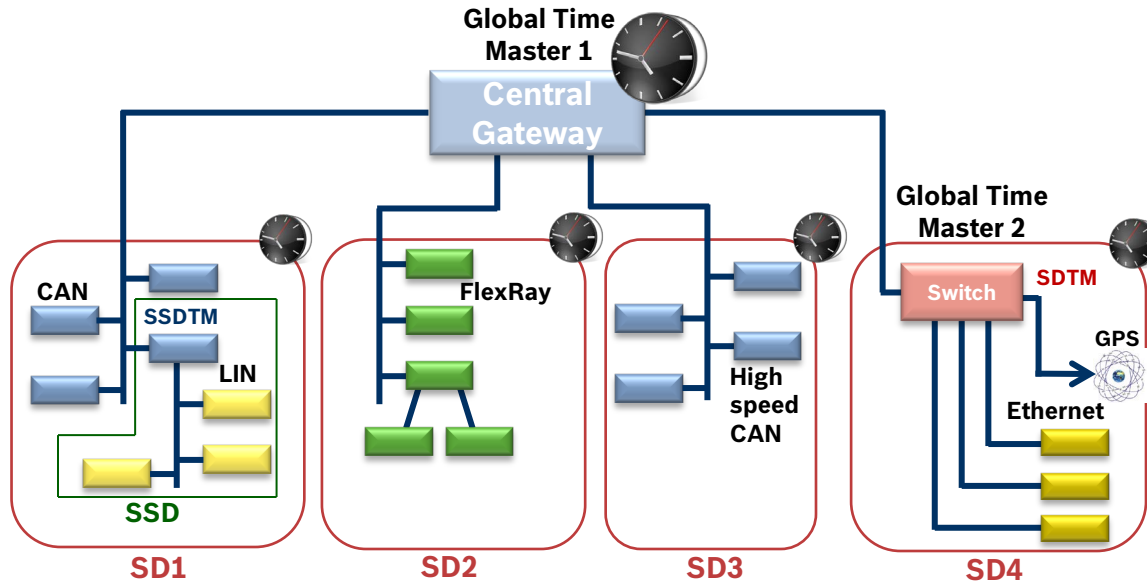 Global Time
Master 1
Central
Gateway
Global Time
Master 2
CAN
SSDTM
LIN
SSD
FlexRay
High
speed
CAN
Switch
SDTM
GPS
Ethernet
SD1
SD2
SD3
SD4